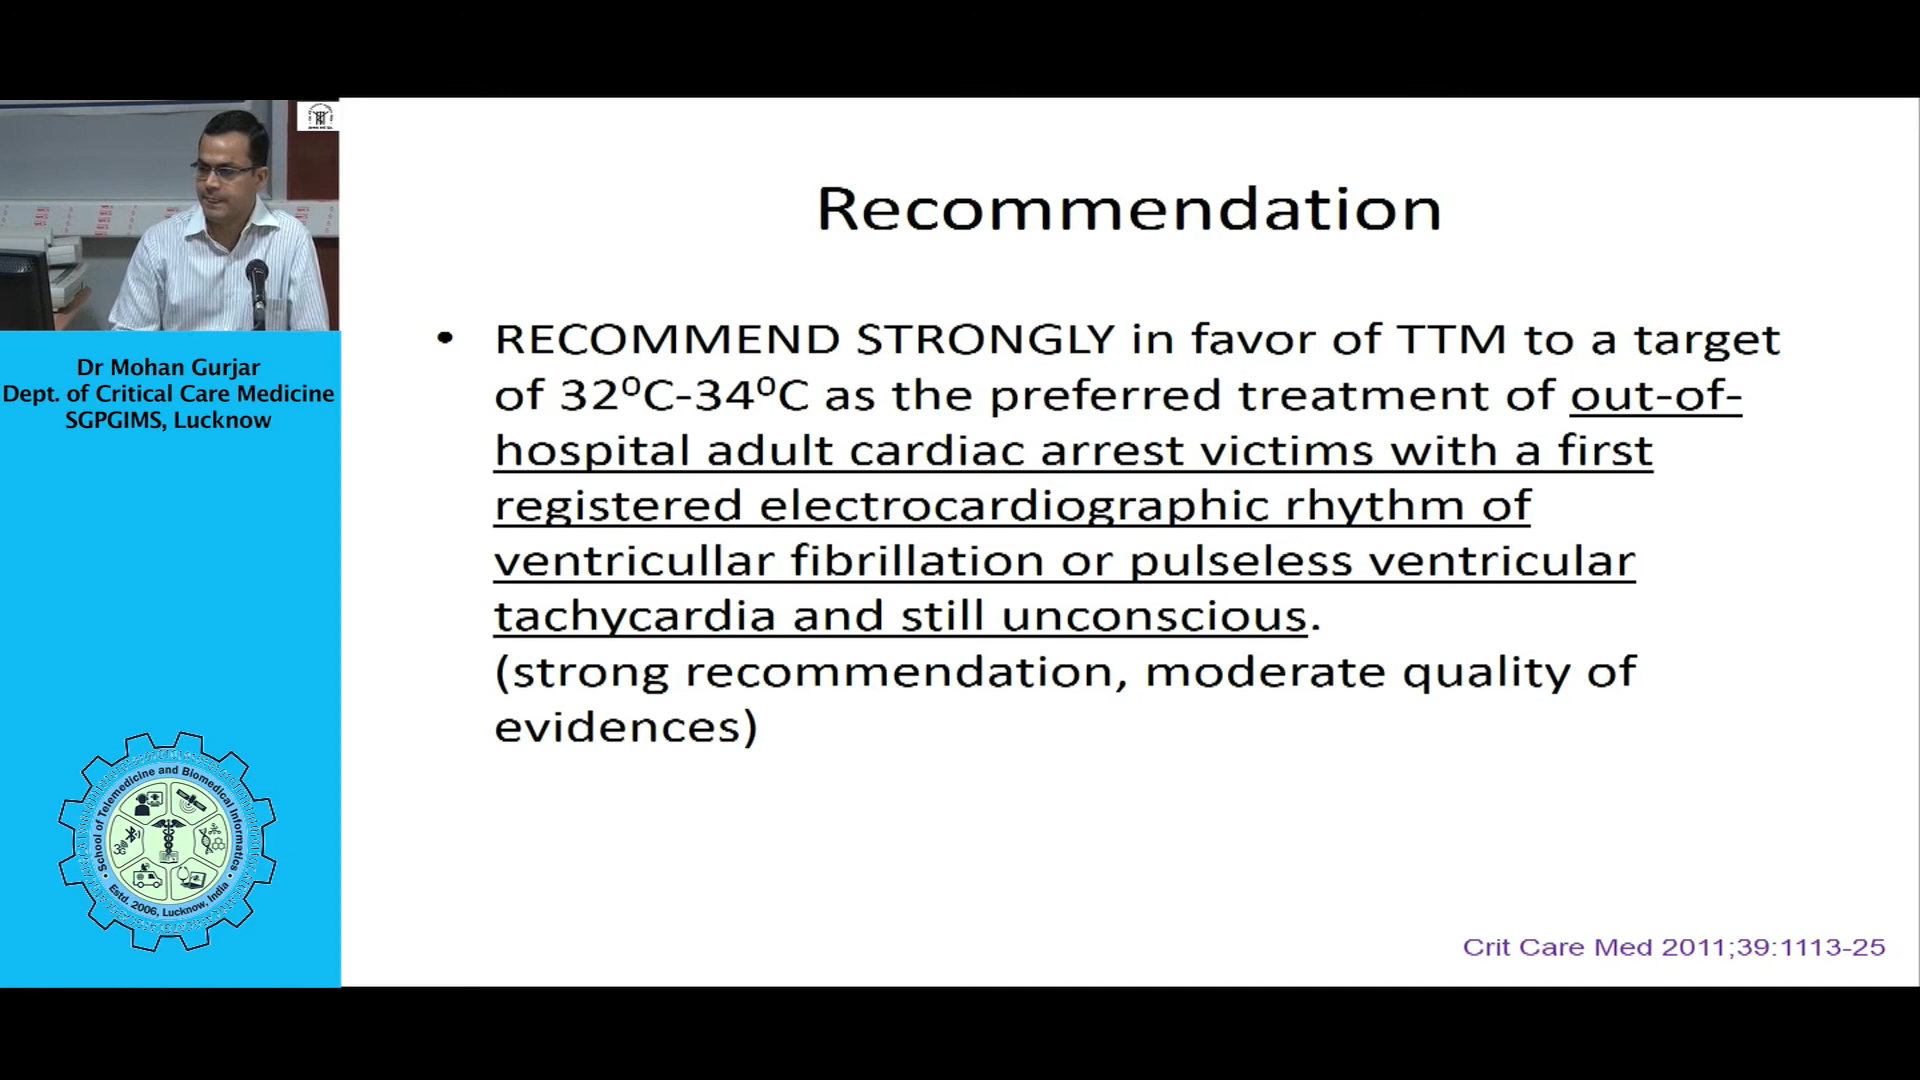 Recommendation
• RECOMMEND STRONGLY in favor of TTM to a target
of 32⁰C-34⁰C as the preferred treatment of out-of-
hospital adult cardiac arrest victims with a first
registered electrocardiographic rhythm of
ventricullar fibrillation or pulseless ventricular
tachycardia and still unconscious.
(strong recommendation, moderate quality of
evidences)
Crit Care Med 2011;39:1113-25
Dr Mohan Gurjar
Dept. of Critical Care Medicine
SGPGIMS, Lucknow
School of Telemedicine and Biomedical Informatics
Estd. 2006, Lucknow, India